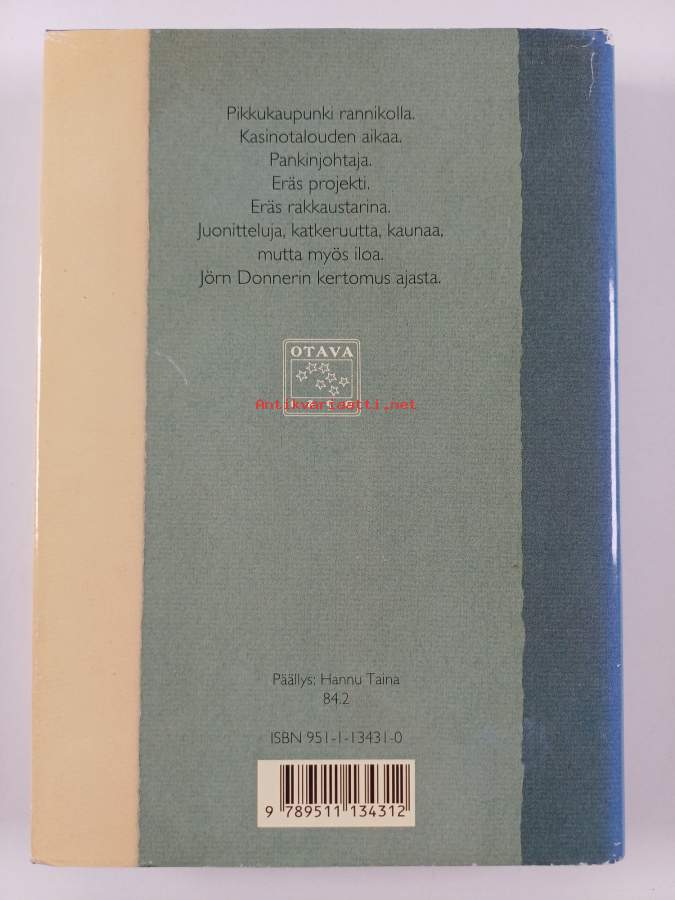 Pikkukaupunki rannikolla.
Kasinotalouden aikaa.
Pankinjohtaja.
Eräs projekti.
Eräs rakkaustarina.
Juonitteluja, katkeruutta, kaunaa,
mutta myös iloa.
Jörn Donnerin kertomus ajasta.
OTAVA
Antikvariaatti.net
Päällys: Hannu Taina
84.2
ISBN 951-1-13431-0
9 789511 134312